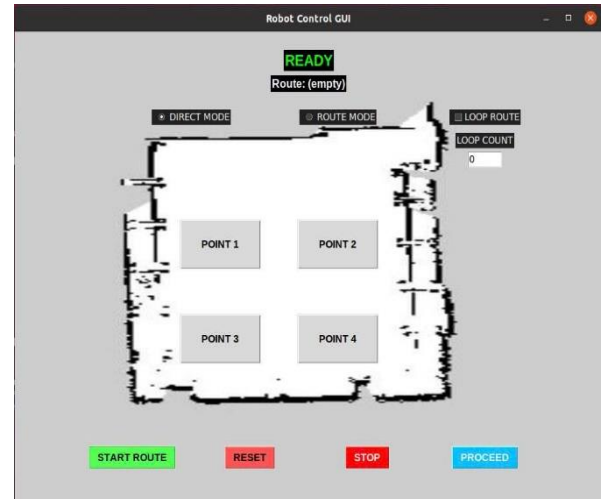 Robot Control GUI
READY
Route: (empty)
DIRECT MODE
ROUTE MODE
LOOP ROUTE
LOOP COUNT
0
POINT 1
POINT 2
POINT 3
POINT 4
START ROUTE
RESET
STOP
PROCEED